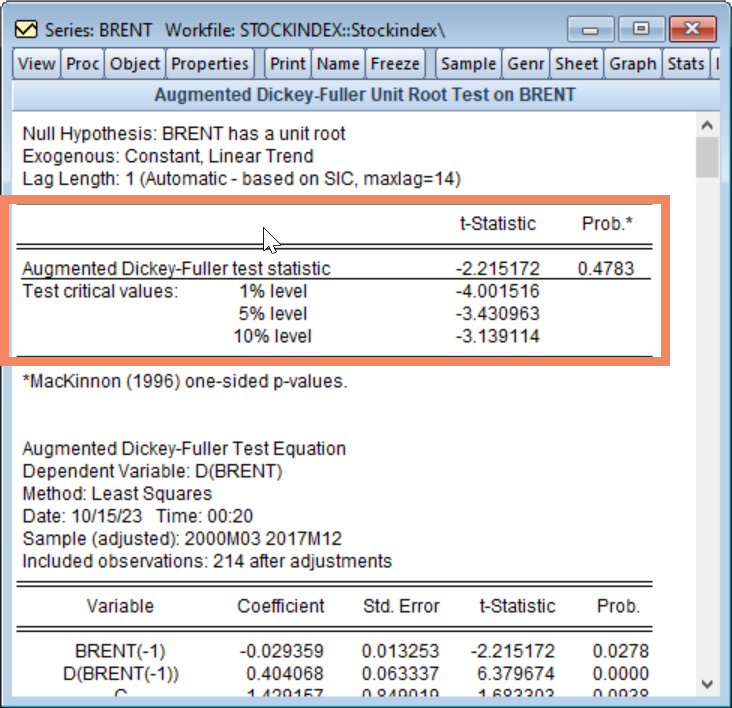 Series: BRENT Workfile: STOCKINDEX::Stockindex\
View Proc Object Properties Print Name Freeze Sample Genr Sheet Graph Stats
Augmented Dickey-Fuller Unit Root Test on BRENT
Null Hypothesis: BRENT has a unit root
Exogenous: Constant, Linear Trend
Lag Length: 1 (Automatic - based on SIC, maxlag=14)
t-Statistic Prob.*
Augmented Dickey-Fuller test statistic -2.215172 0.4783
Test critical values: 1% level -4.001516
5% level -3.430963
10% level -3.139114
*MacKinnon (1996) one-sided p-values.
Augmented Dickey-Fuller Test Equation
Dependent Variable: D(BRENT)
Method: Least Squares
Date: 10/15/23 Time: 00:20
Sample (adjusted): 2000M03 2017M12
Included observations: 214 after adjustments
Variable Coefficient Std. Error t-Statistic Prob.
BRENT(-1) -0.029359 0.013253 -2.215172 0.0278
D(BRENT(-1)) 0.404068 0.063337 6.379674 0.0000
C 1.429157 0.849019 1.683303 0.0938